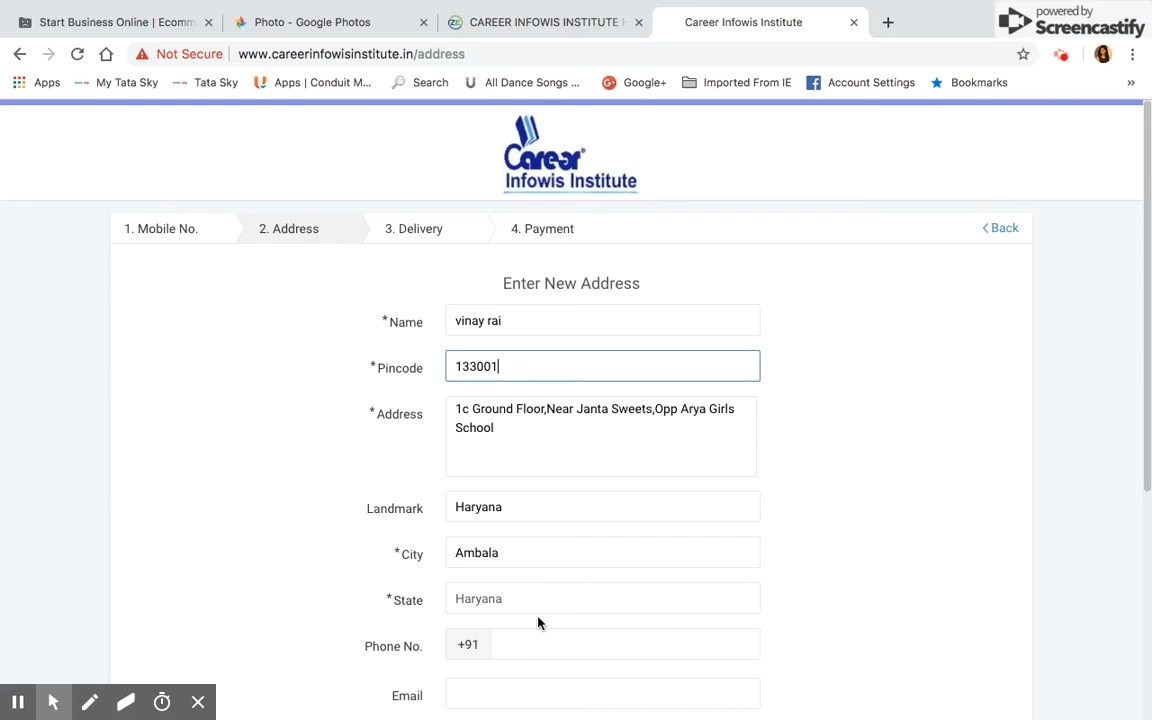 Start Business Online | Ecomm
Photo - Google Photos
CAREER INFOWIS INSTITUTE H
Career Infowis Institute
powered by
Screencastify
Not Secure
www.careerinfowisinstitute.in/address
Apps
My Tata Sky
Tata Sky
Apps | Conduit M...
Search
All Dance Songs ...
Google+
Imported From IE
Account Settings
Bookmarks
»
Career
Infowis Institute
1. Mobile No.
2. Address
3. Delivery
4. Payment
Back
Enter New Address
*Name
vinay rai
*Pincode
133001
*Address
1c Ground Floor,Near Janta Sweets,Opp Arya Girls
School
Landmark
Haryana
*City
Ambala
*State
Haryana
Phone No.
+91
Email